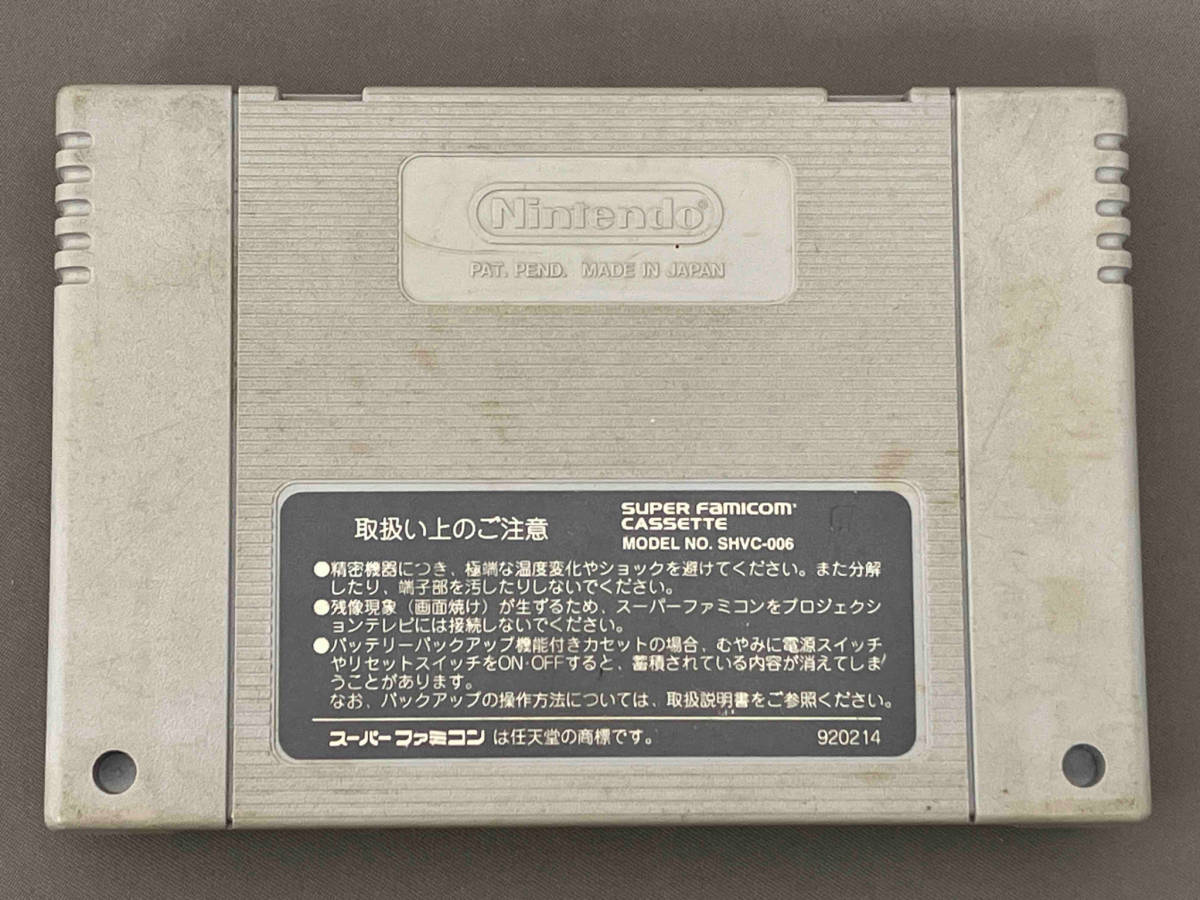 Nintendo®
PAT. PEND. MADE IN JAPAN
取扱い上のご注意
SUPER FAMICOM
CASSETTE
MODEL NO. SHVC-006
●精密機器につき、極端な温度変化やショックを避けてください。また分解
したり、端子部を汚したりしないでください。
●残像現象（画面焼け）が生ずるため、スーパーファミコンをプロジェクシ
ョンテレビには接続しないでください。
●バッテリーバックアップ機能付きカセットの場合、むやみに電源スイッチ
やリセットスイッチをON·OFFすると、蓄積されている内容が消えてしま
うことがあります。
なお、バックアップの操作方法については、取扱説明書をご参照ください。
スーパーファミコン は任天堂の商標です。
920214